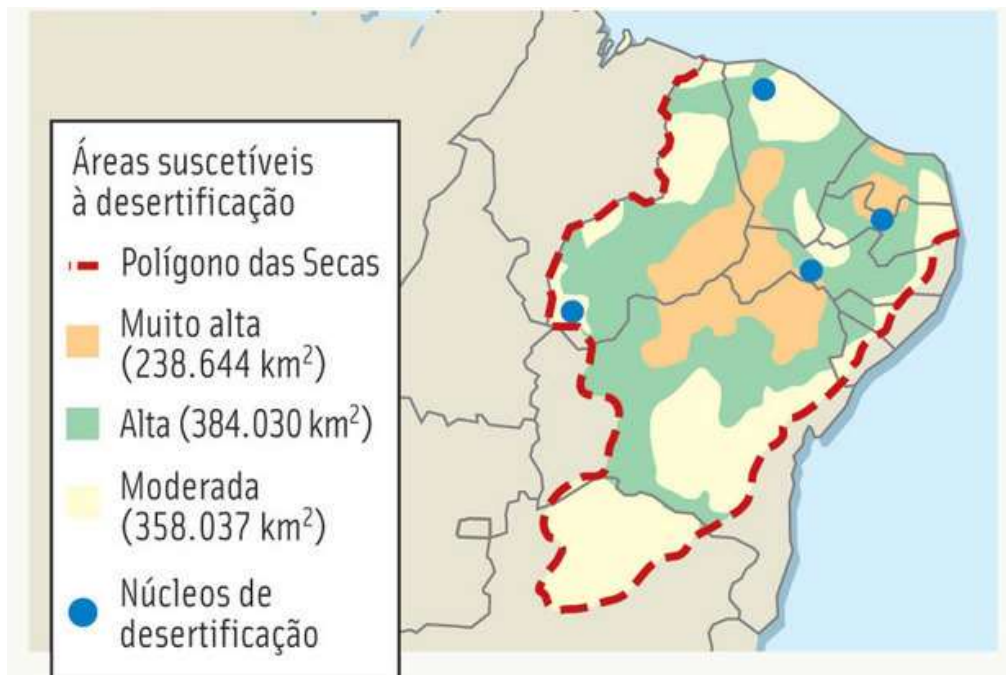 Áreas suscetíveis
à desertificação
Polígono das Secas
Muito alta
(238.644 km²)
Alta (384.030 km²)
Moderada
(358.037 km²)
Núcleos de
desertificação